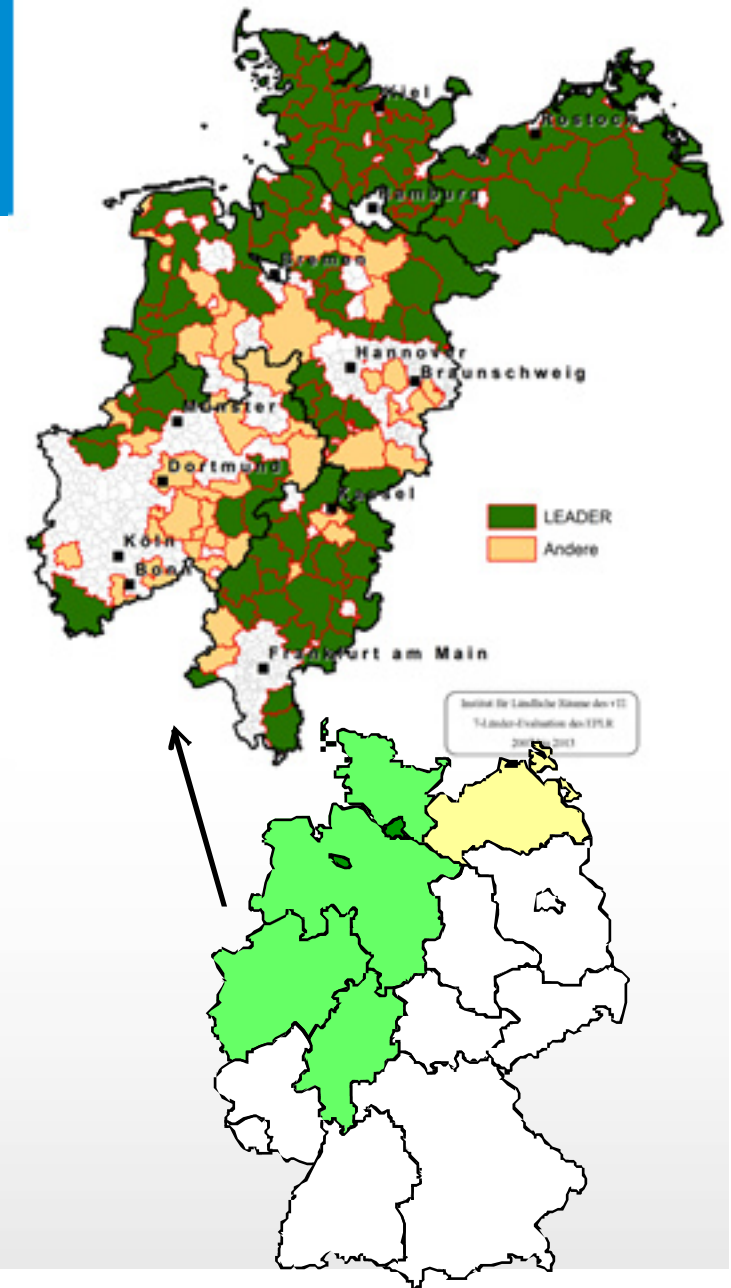 Kiel
Rostock
Hamburg
Bremen
Hannover
Braunschweig
Münster
Dortmund
Kassel
LEADER
Köln
Andere
Bonn
Frankfurt am Main
Institut für Ländliche Räume des vTI
7-Länder-Evaluation des EPLR
2013